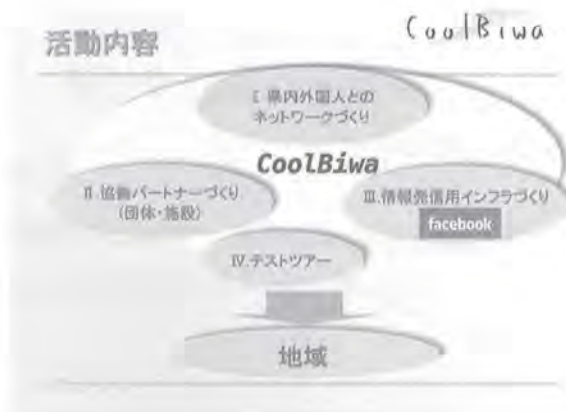 CoolBiwa
活動内容
I. 県内外国人との
ネットワークづくり
CoolBiwa
II.協働パートナーづくり
(団体・施設)
III.情報発信用インフラづくり
facebook
IV.テストツアー
地域